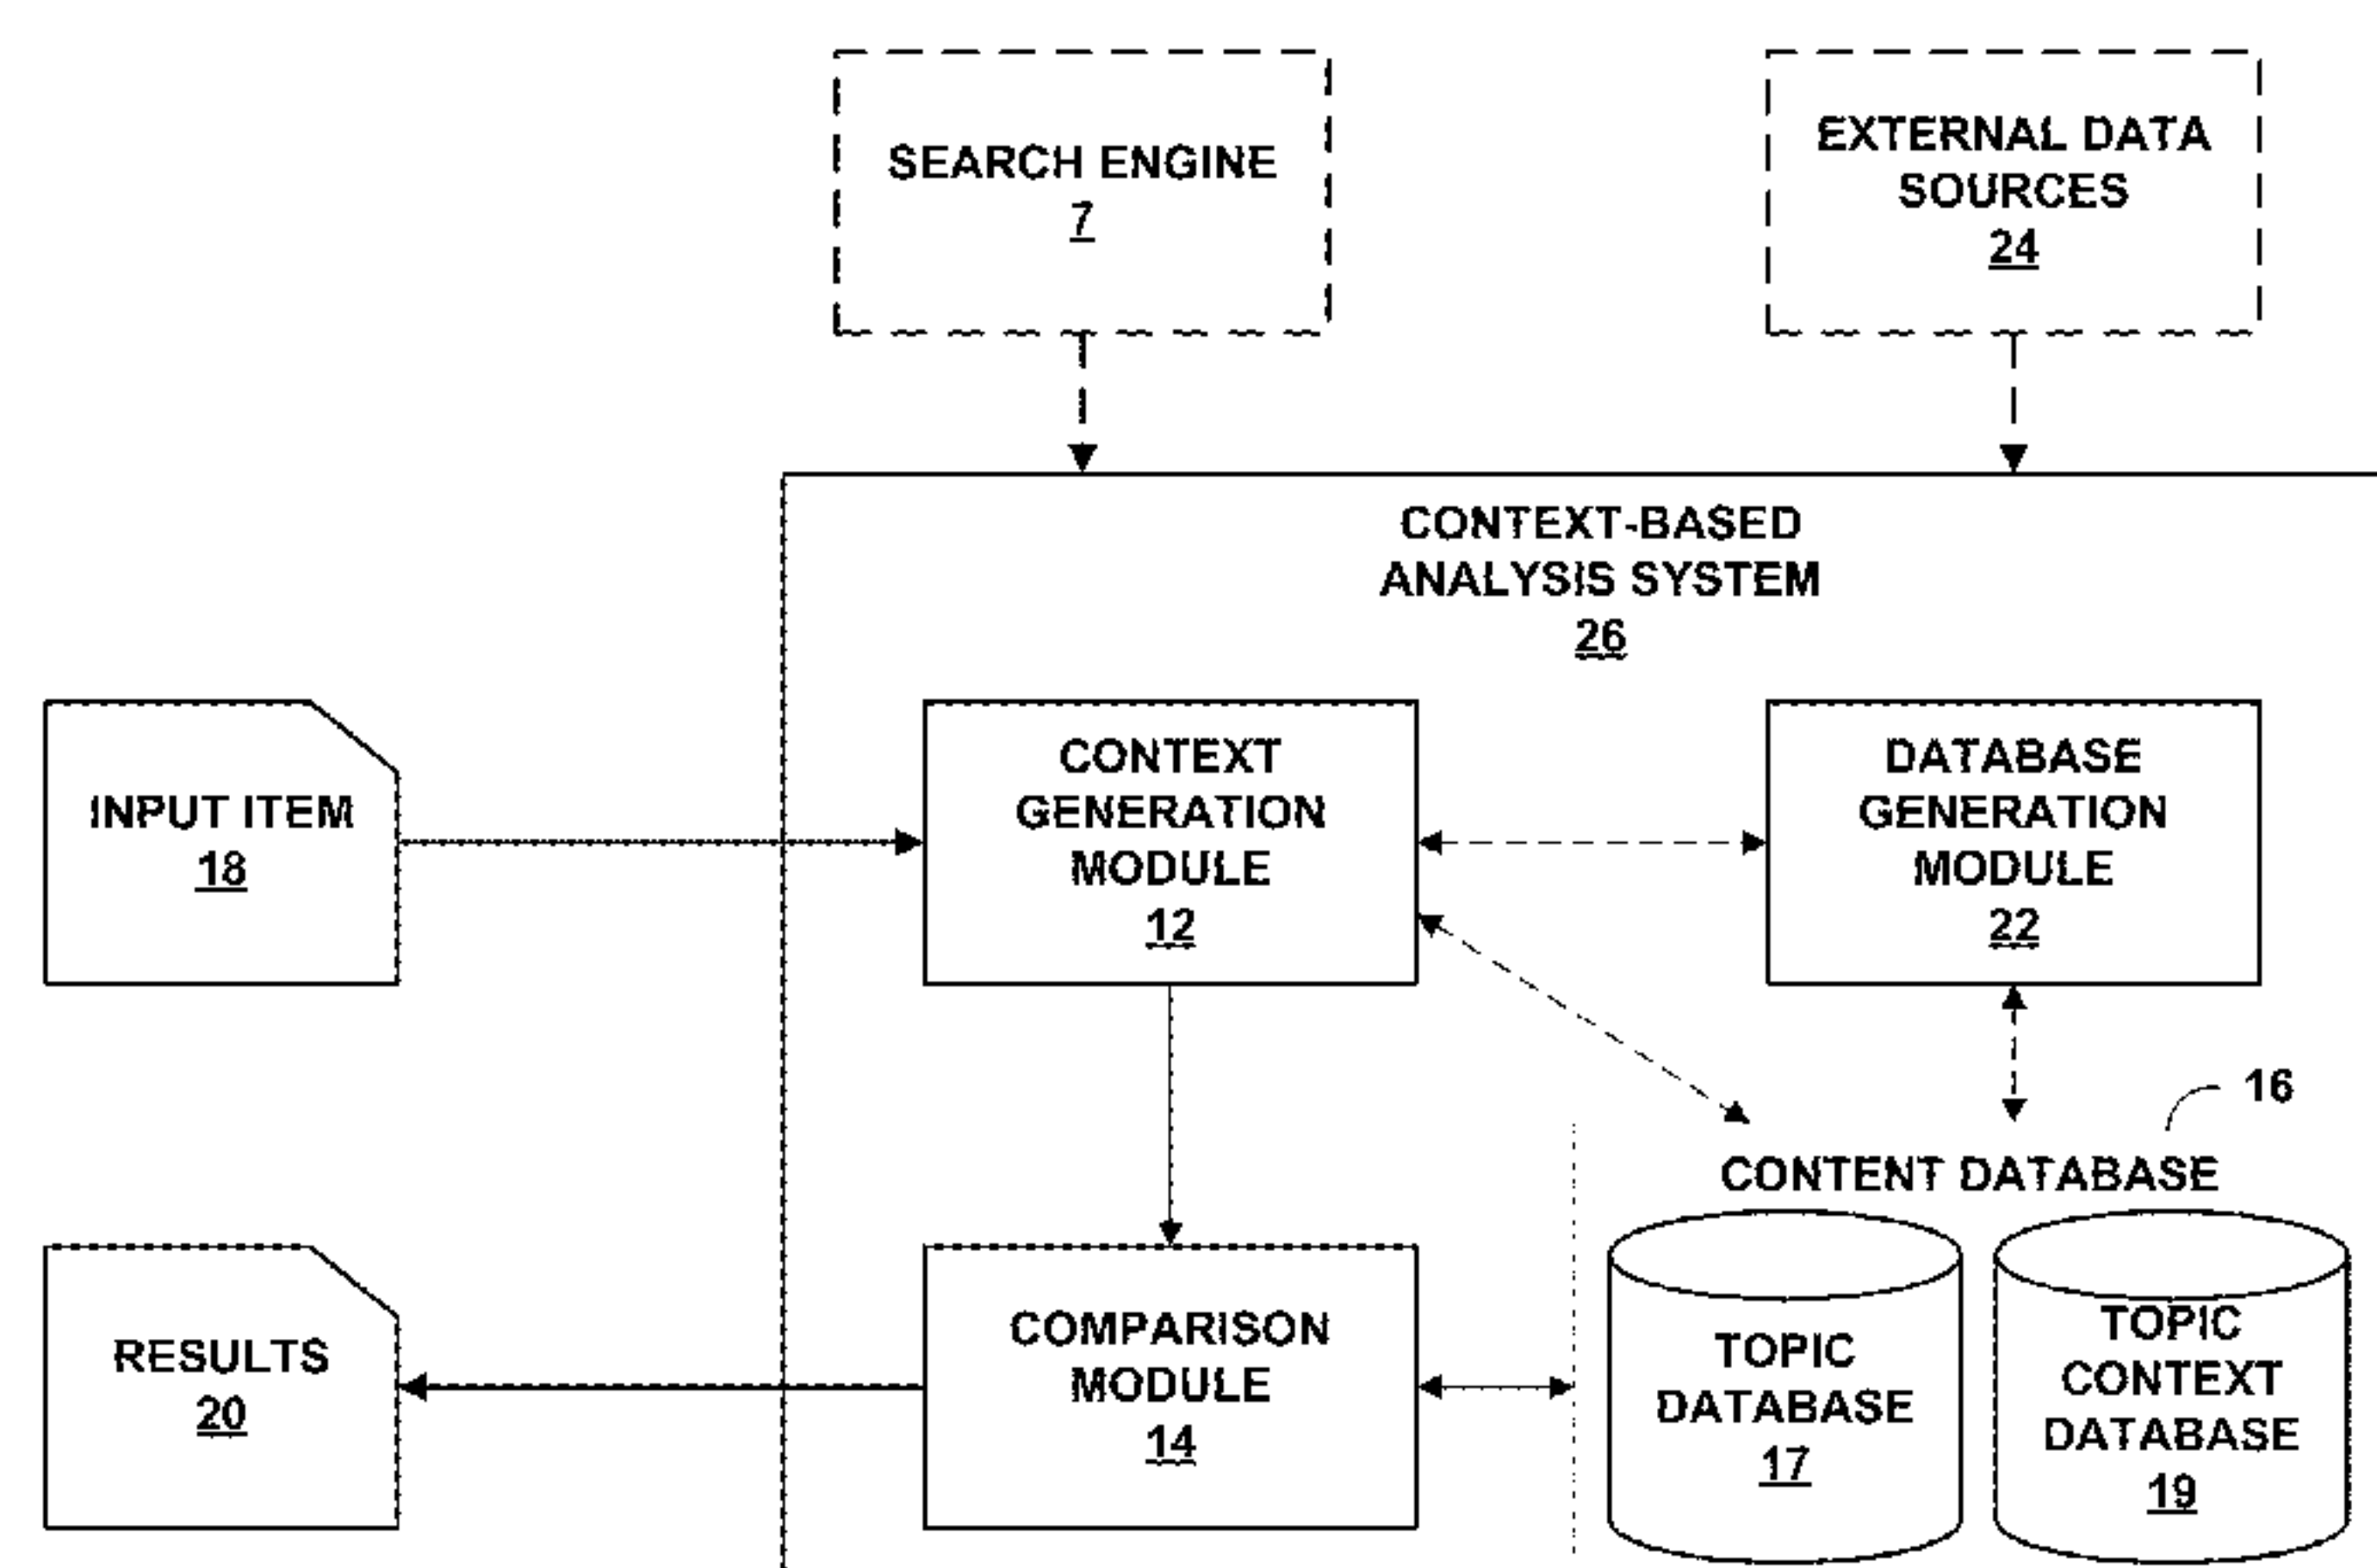 SEARCH ENGINE
7
EXTERNAL DATA
SOURCES
24
CONTEXT-BASED
ANALYSIS SYSTEM
26
INPUT ITEM
18
CONTEXT
GENERATION
MODULE
12
DATABASE
GENERATION
MODULE
22
16
CONTENT DATABASE
RESULTS
20
COMPARISON
MODULE
14
TOPIC
DATABASE
17
TOPIC
CONTEXT
DATABASE
19